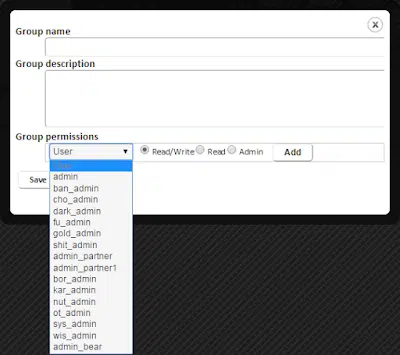 x
Group name
Group description
Group permissions
User
Read/Write
Read
Admin
Add
Save
admin
ban_admin
cho_admin
dark_admin
fu_admin
gold_admin
shit_admin
admin_partner
admin_partner1
bor_admin
kar_admin
nut_admin
ot_admin
sys_admin
wis_admin
admin_bear